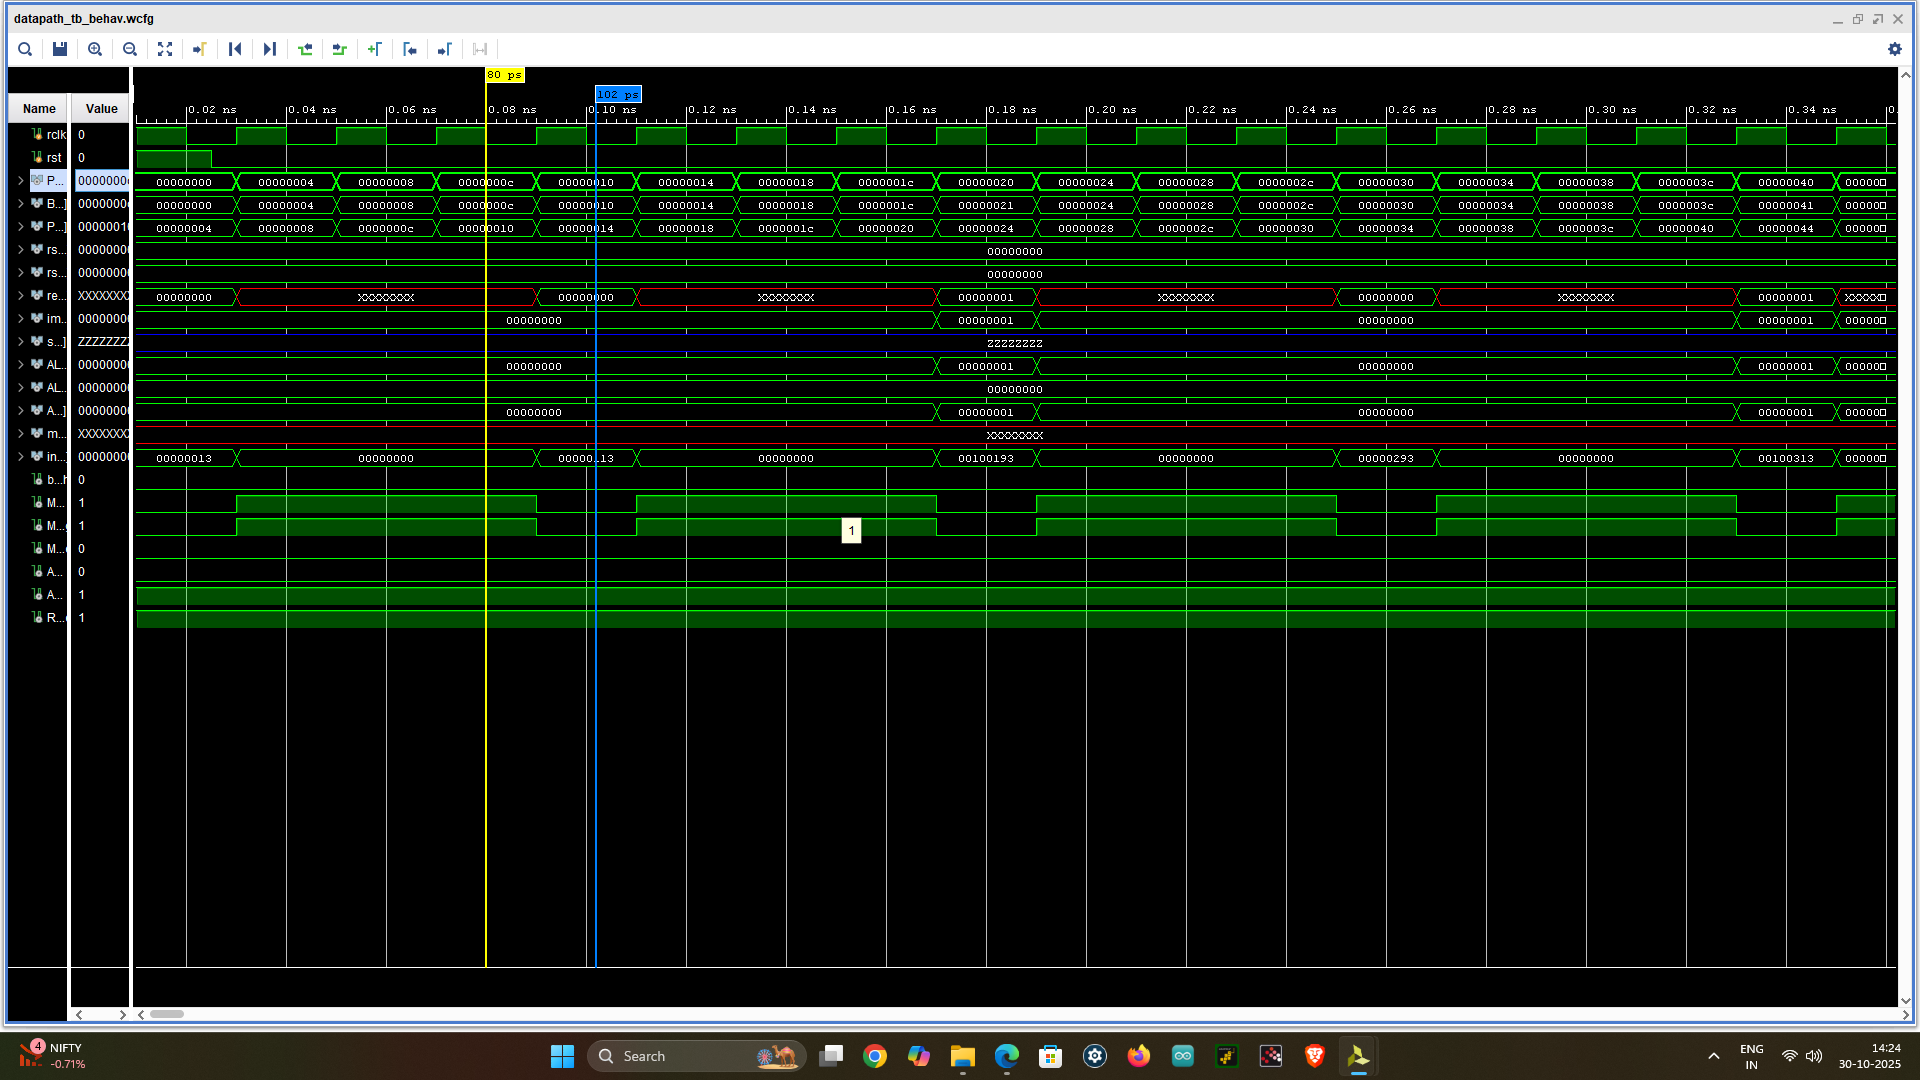 datapath_tb_behav.wcfg
80 ps
102 ps
Name Value
0.02 ns 0.04 ns 0.06 ns 0.08 ns 0.10 ns 0.12 ns 0.14 ns 0.16 ns 0.18 ns 0.20 ns 0.22 ns 0.24 ns 0.26 ns 0.28 ns 0.30 ns 0.32 ns 0.34 ns
rclk 0
rst 0
P... 0000000 00000000 00000004 00000008 0000000c 00000010 00000014 00000018 0000001c 00000020 00000024 00000028 0000002c 00000030 00000034 00000038 0000003c 00000040 00000
B...] 0000000 00000000 00000004 00000008 0000000c 00000010 00000014 00000018 0000001c 00000021 00000024 00000028 0000002c 00000030 00000034 00000038 0000003c 00000041 00000
P...] 0000001 00000004 00000008 0000000c 00000010 00000014 00000018 0000001c 00000020 00000024 00000028 0000002c 00000030 00000034 00000038 0000003c 00000040 00000044 00000
rs... 0000000 00000000
rs... 0000000 00000000
re... XXXXXXX 00000000 XXXXXXXX 00000000 XXXXXXXX 00000001 XXXXXXXX 00000000 XXXXXXXX 00000001 XXXXX
im... 0000000 00000000 00000001 00000000 00000001 00000
s...] ZZZZZZZ ZZZZZZZZ
AL... 0000000 00000000 00000001 00000000 00000001 00000
AL... 0000000 00000000
A...] 0000000 00000000 00000001 00000000 00000001 00000
m... XXXXXXX XXXXXXXX
in...] 0000000 00000013 00000000 00000113 00000000 00100193 00000000 00000293 00000000 00100313 00000
b... 0
M... 1
M... 1
1
M... 0
A... 0
A... 1
R... 1
4
NIFTY
-0.71%
Search
ENG
IN
14:24
30-10-2025